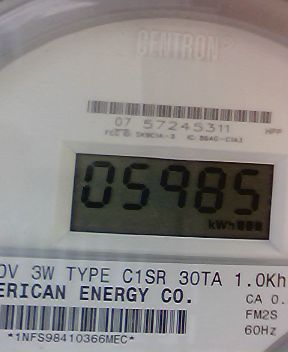 CENTRON®
07 57245311 HPP
05985
kWh
0V 3W TYPE C1SR 30TA 1.0Kh
ERICAN ENERGY CO. CA 0.
FM2S
*1NFS98410366MEC* 60Hz